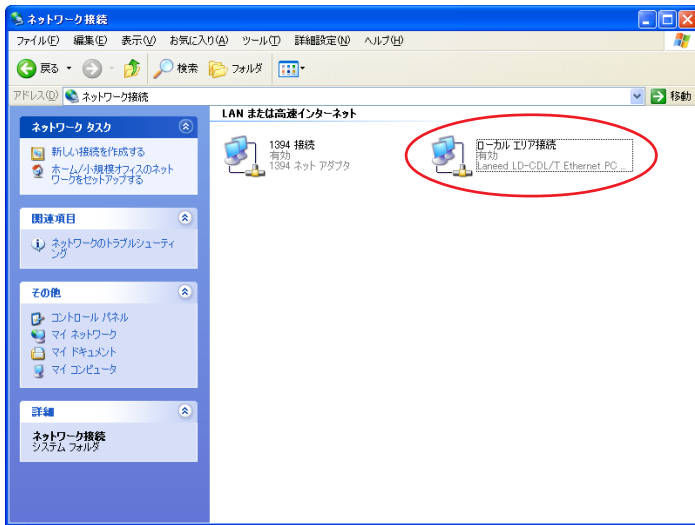 ネットワーク接続
ファイル(F) 編集(E) 表示(V) お気に入り(A) ツール(T) 詳細設定(N) ヘルプ(H)
戻る 検索 フォルダ
アドレス(D) ネットワーク接続 移動
ネットワーク タスク
新しい接続を作成する
ホーム/小規模オフィスのネット
ワークをセットアップする
関連項目
ネットワークのトラブルシューティ
ング
その他
コントロール パネル
マイ ネットワーク
マイ ドキュメント
マイ コンピュータ
詳細
ネットワーク接続
システム フォルダ
LAN または高速インターネット
1394 接続
有効
1394 ネット アダプタ
ローカル エリア接続
有効
Laneed LD-CDL/T Ethernet PC ...